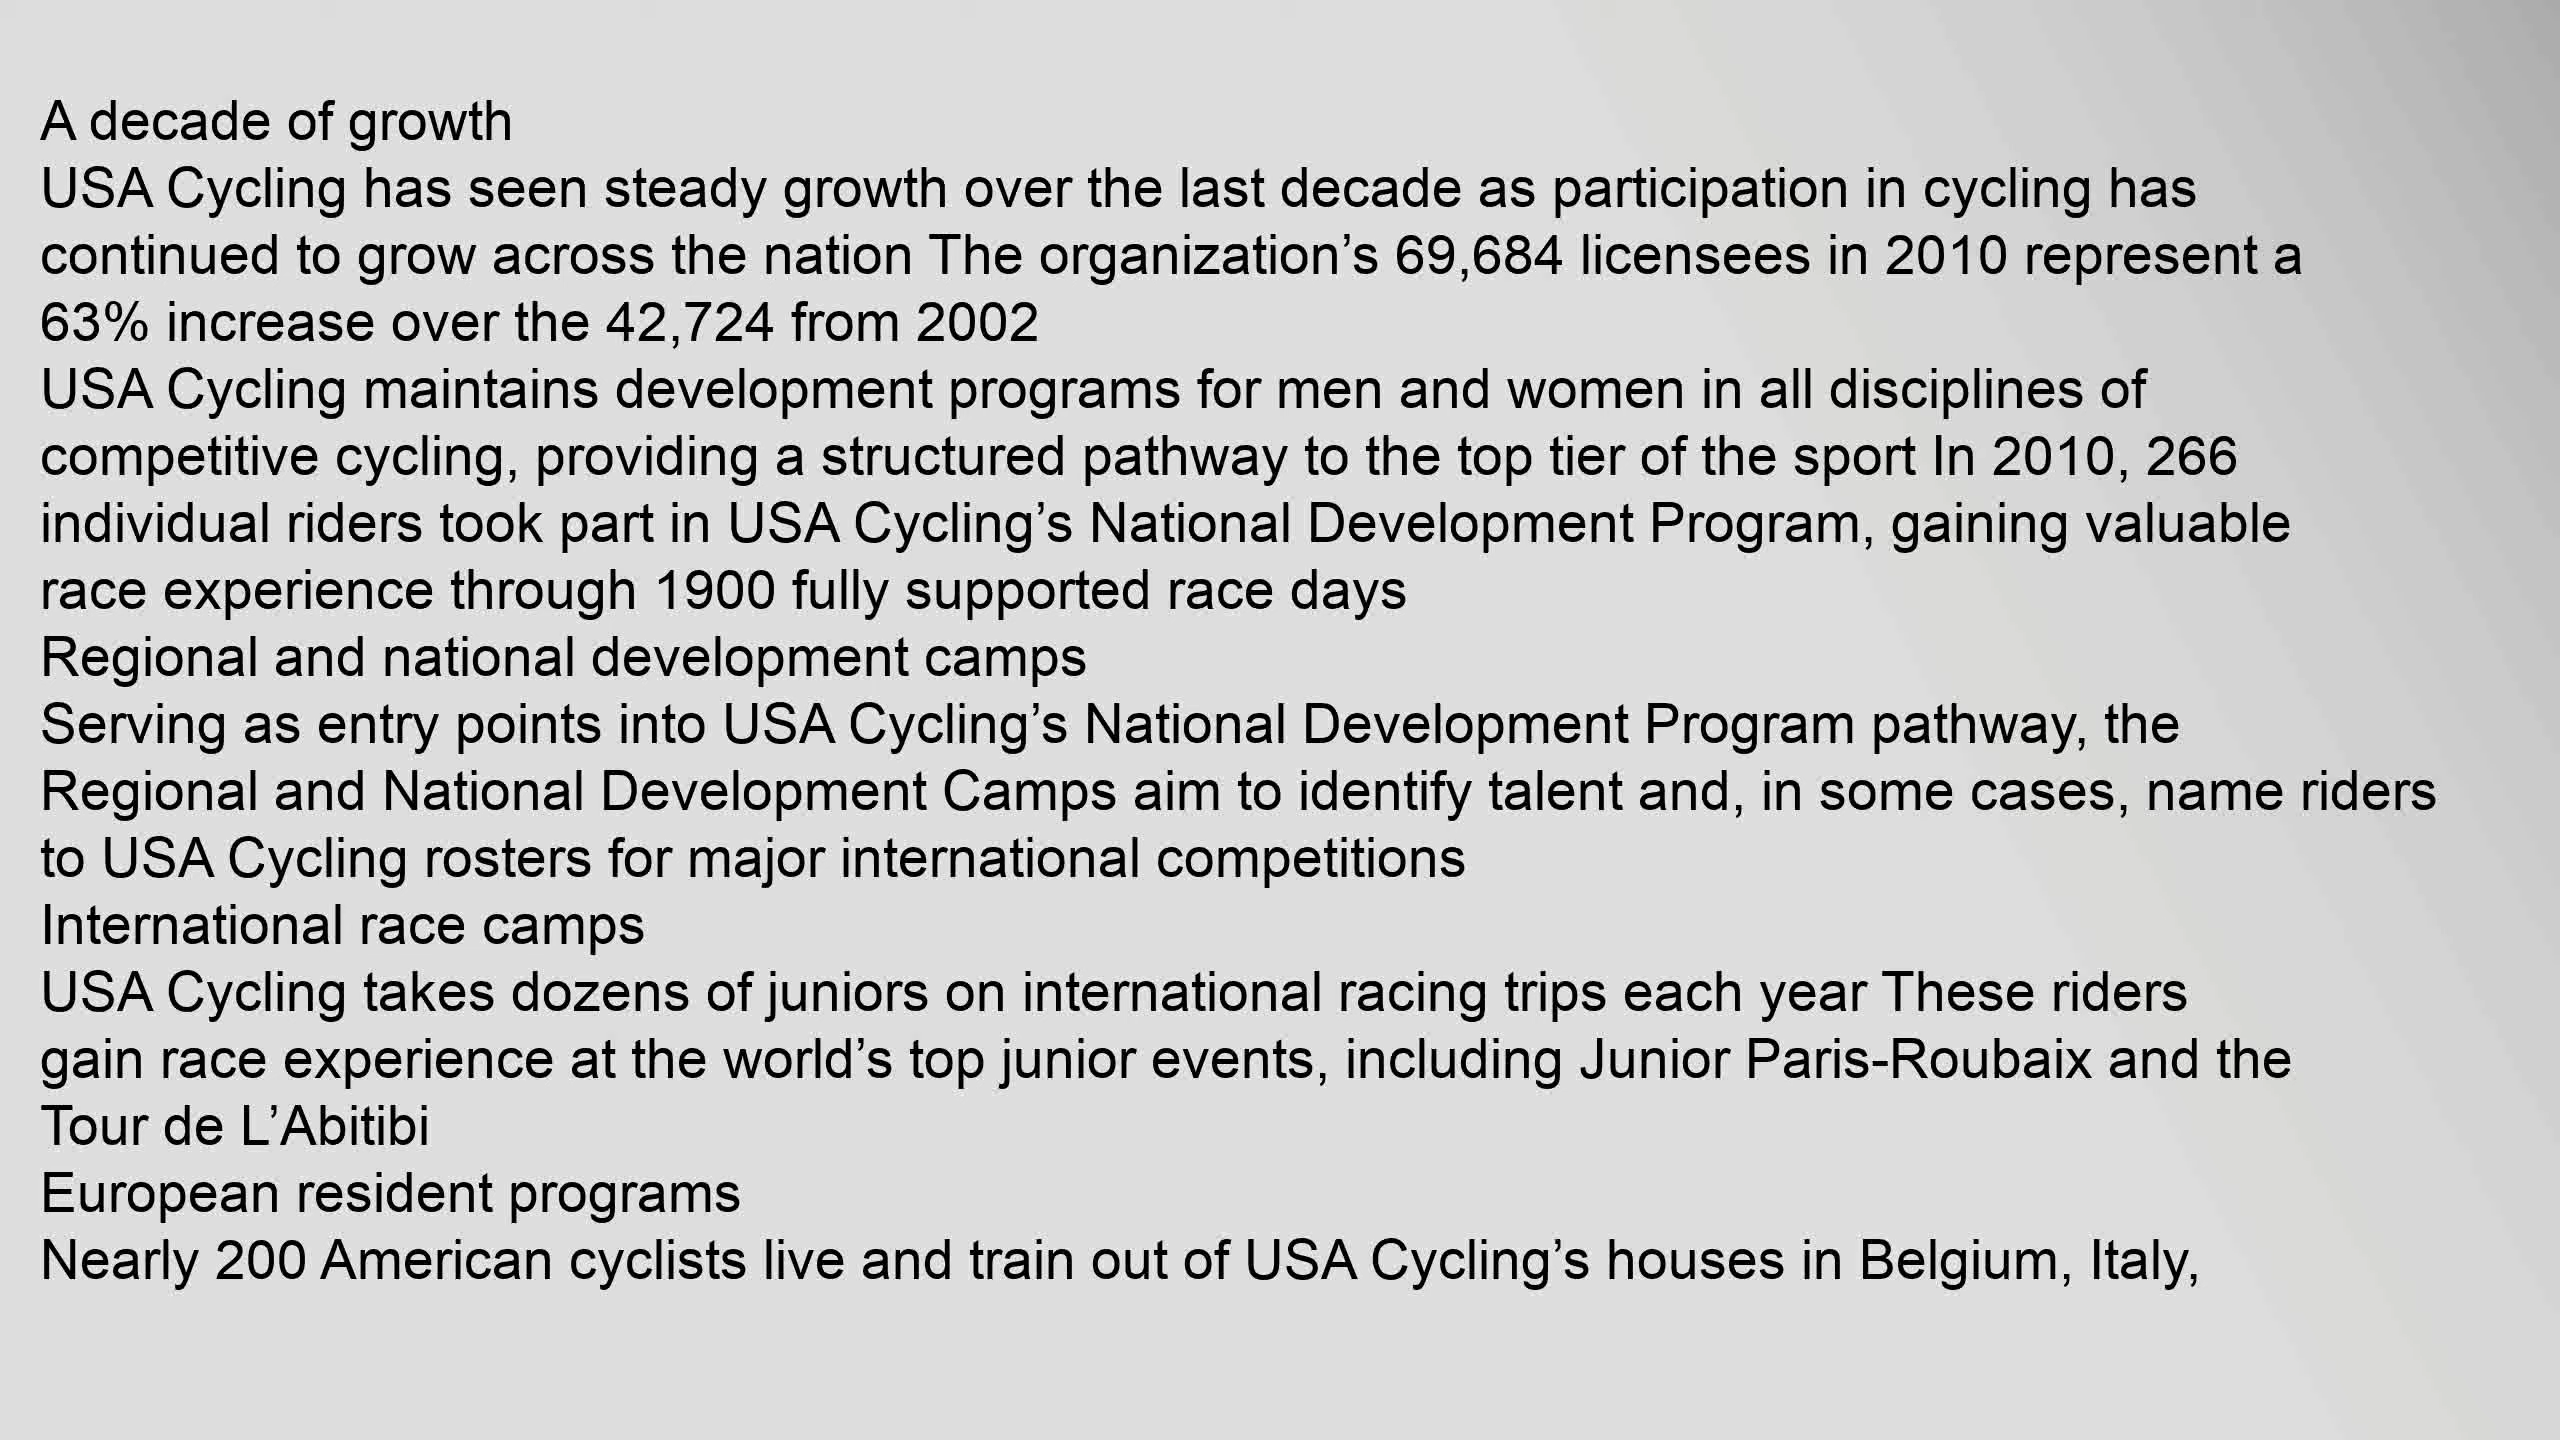 A decade of growth
USA Cycling has seen steady growth over the last decade as participation in cycling has
continued to grow across the nation The organization’s 69,684 licensees in 2010 represent a
63% increase over the 42,724 from 2002
USA Cycling maintains development programs for men and women in all disciplines of
competitive cycling, providing a structured pathway to the top tier of the sport In 2010, 266
individual riders took part in USA Cycling’s National Development Program, gaining valuable
race experience through 1900 fully supported race days
Regional and national development camps
Serving as entry points into USA Cycling’s National Development Program pathway, the
Regional and National Development Camps aim to identify talent and, in some cases, name riders
to USA Cycling rosters for major international competitions
International race camps
USA Cycling takes dozens of juniors on international racing trips each year These riders
gain race experience at the world’s top junior events, including Junior Paris-Roubaix and the
Tour de L’Abitibi
European resident programs
Nearly 200 American cyclists live and train out of USA Cycling’s houses in Belgium, Italy,